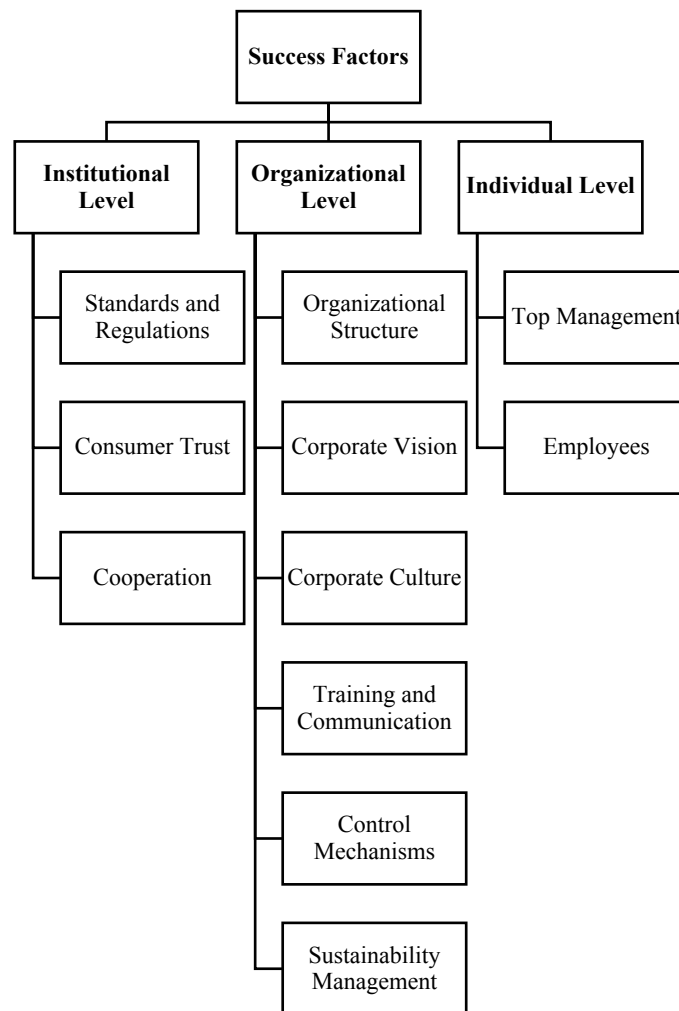 Success Factors
Institutional
Level
Organizational
Level
Individual Level
Standards and
Regulations
Consumer Trust
Cooperation
Organizational
Structure
Corporate Vision
Corporate Culture
Training and
Communication
Control
Mechanisms
Sustainability
Management
Top Management
Employees